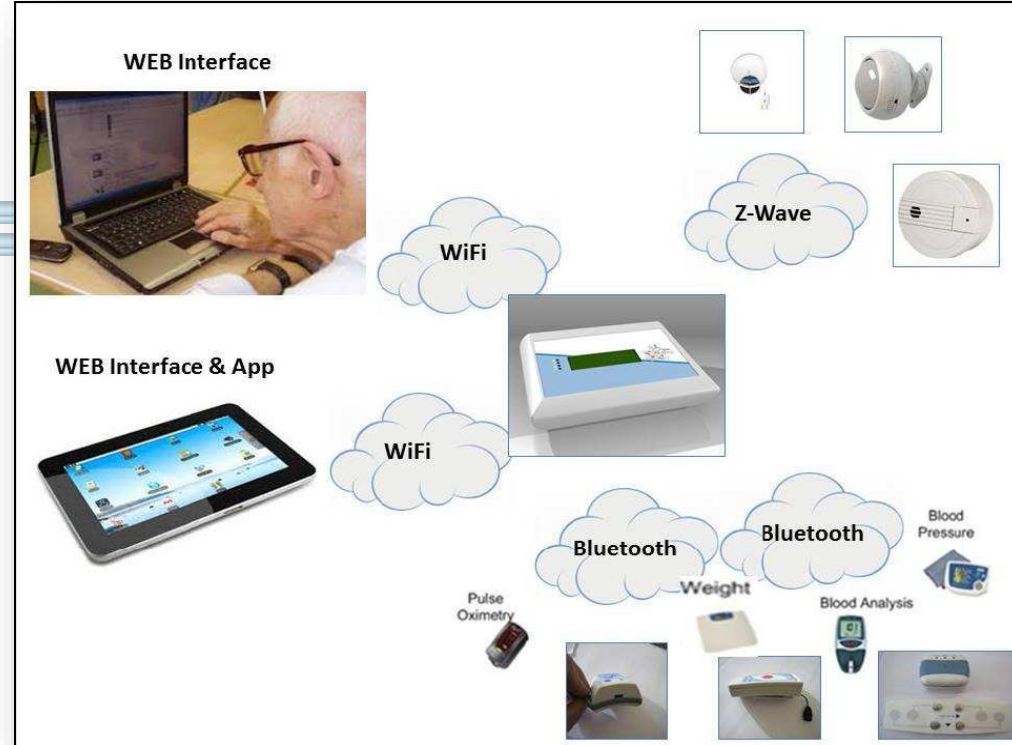 WEB Interface
Z-Wave
WiFi
WEB Interface & App
WiFi
Bluetooth
Bluetooth
Blood
Pressure
Weight
Pulse
Oximetry
Blood Analysis